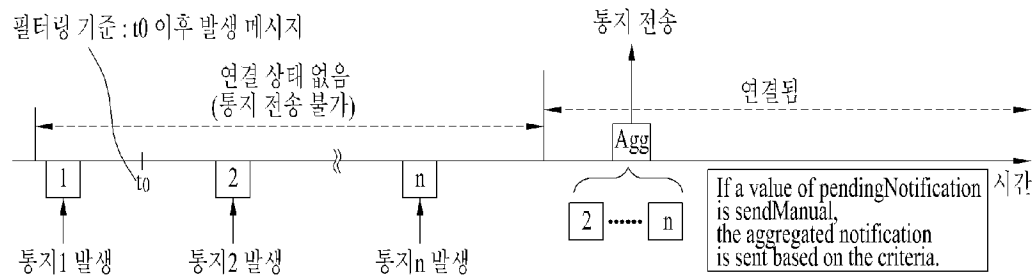 통지 전송
필터링 기준 : t0 이후 발생 메시지
연결 상태 없음
(통지 전송 불가)
연결됨
Agg
1
t0
2
n
시간
2 ······ n
If a value of pendingNotification
is sendManual,
the aggregated notification
is sent based on the criteria.
통지1 발생
통지2 발생
통지n 발생